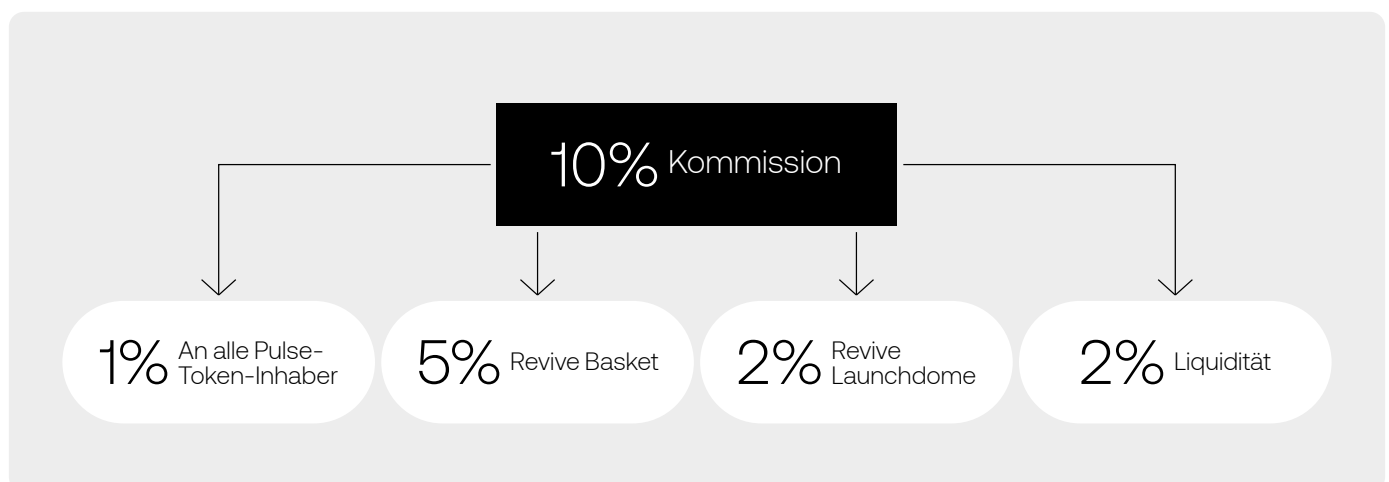 10% Kommission
1% An alle Pulse-
Token-Inhaber
5% Revive Basket
2% Revive
Launchdome
2% Liquidität